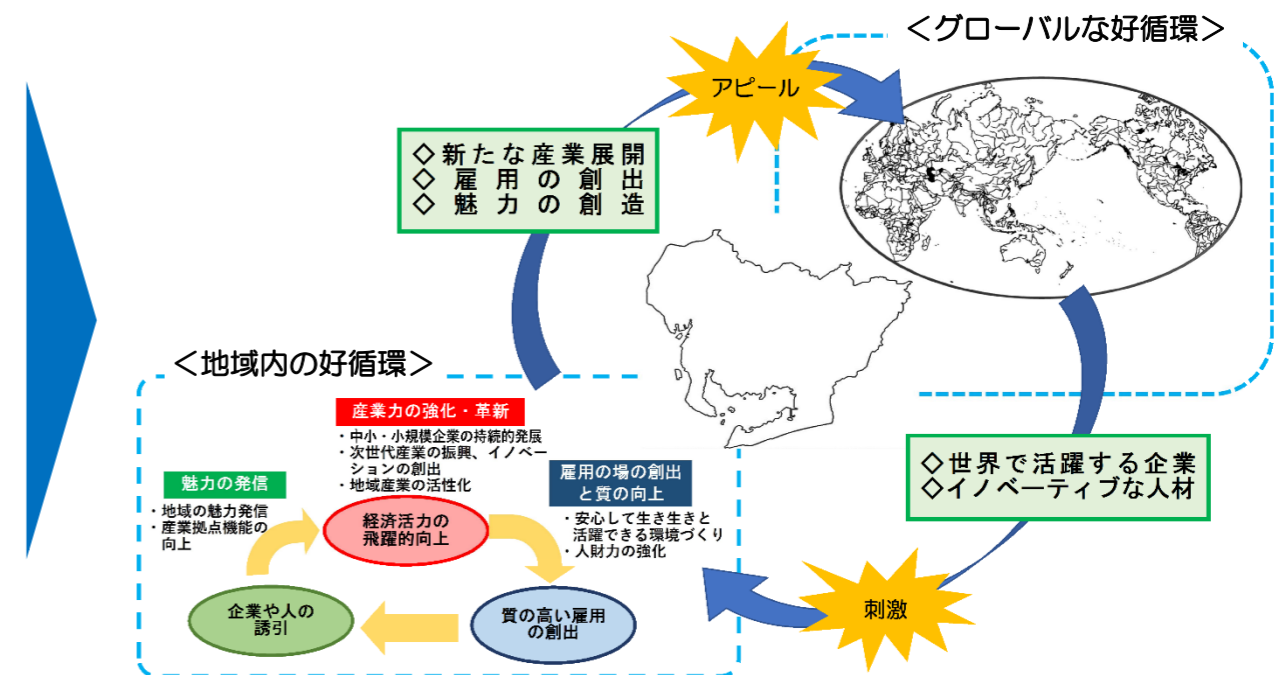 ＜グローバルな好循環＞
アピール
◇新たな産業展開
◇雇用の創出
◇魅力の創造
＜地域内の好循環＞
産業力の強化・革新
・中小・小規模企業の持続的発展
・次世代産業の振興、イノベー
ションの創出
・地域産業の活性化
魅力の発信
・地域の魅力発信
・産業拠点機能の
向上
雇用の場の創出
と質の向上
・安心して生き生きと
活躍できる環境づくり
・人財力の強化
経済活力の
飛躍的向上
企業や人の
誘引
質の高い雇用
の創出
◇世界で活躍する企業
◇イノベーティブな人材
刺激